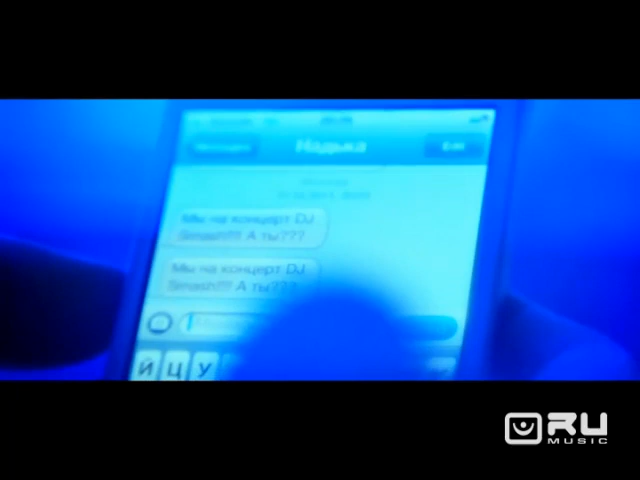 Надька
Мы на концерт DJ
Smash!!!! А ты???
Мы на концерт DJ
Smash!!!! А ты???
Й Ц У
RU
MUSIC